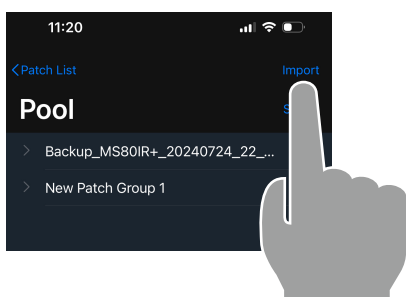 11:20
Patch List
Import
Pool
Backup_MS80IR+_20240724_22_...
New Patch Group 1